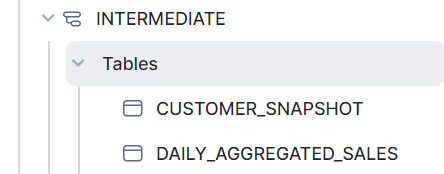 INTERMEDIATE
Tables
CUSTOMER_SNAPSHOT
DAILY_AGGREGATED_SALES